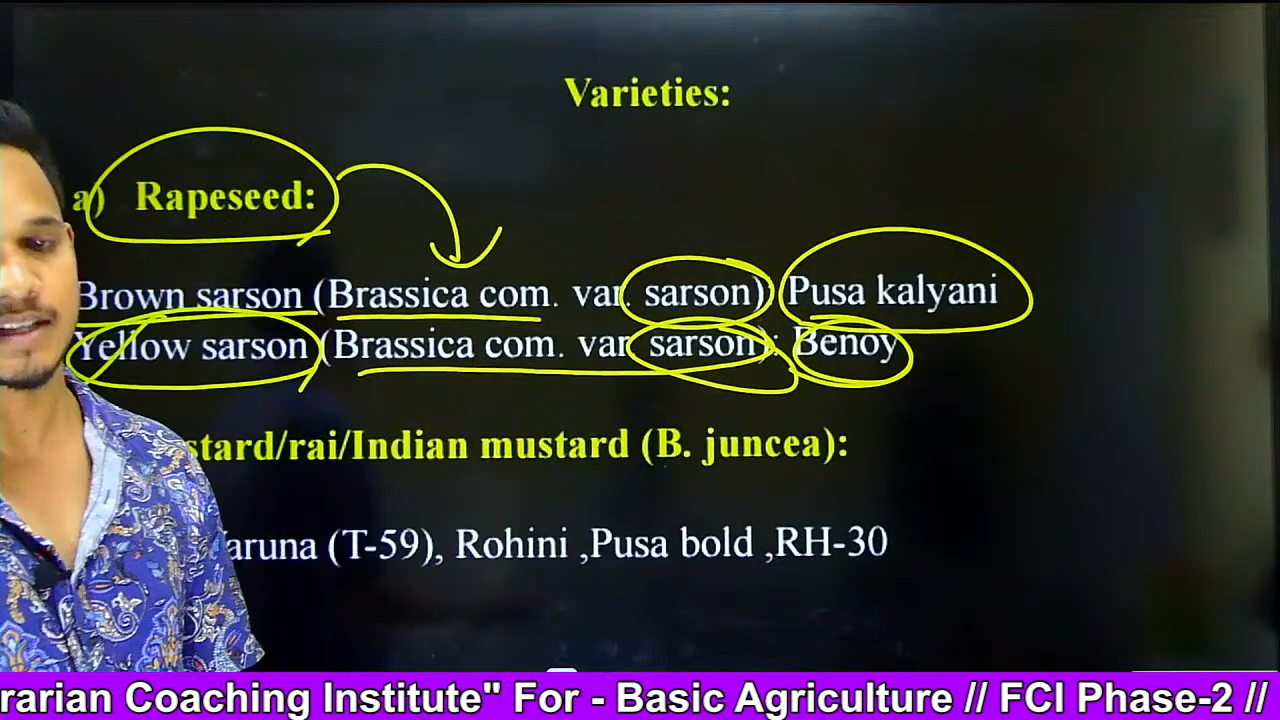 Varieties:
a) Rapeseed:
Brown sarson (Brassica com. var. sarson) Pusa kalyani
Yellow sarson (Brassica com. var sarson): Benoy
stard/rai/Indian mustard (B. juncea):
aruna (T-59), Rohini ,Pusa bold ,RH-30
rarian Coaching Institute" For - Basic Agriculture // FCI Phase-2 //